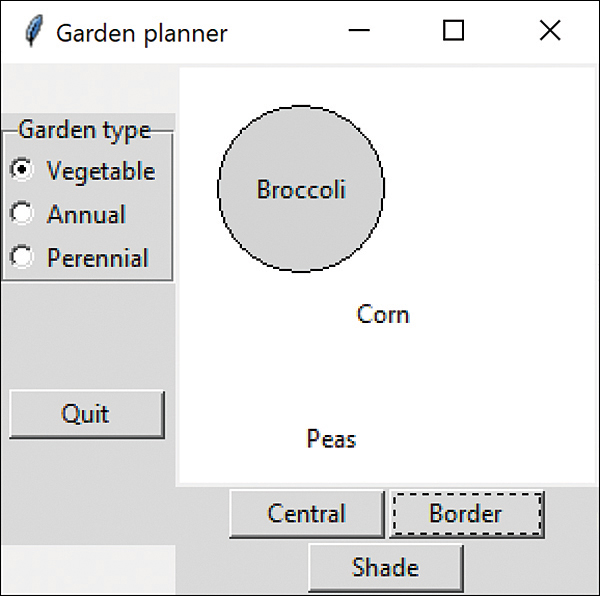 Garden planner
Garden type
Vegetable
Annual
Perennial
Quit
Broccoli
Corn
Peas
Central
Border
Shade